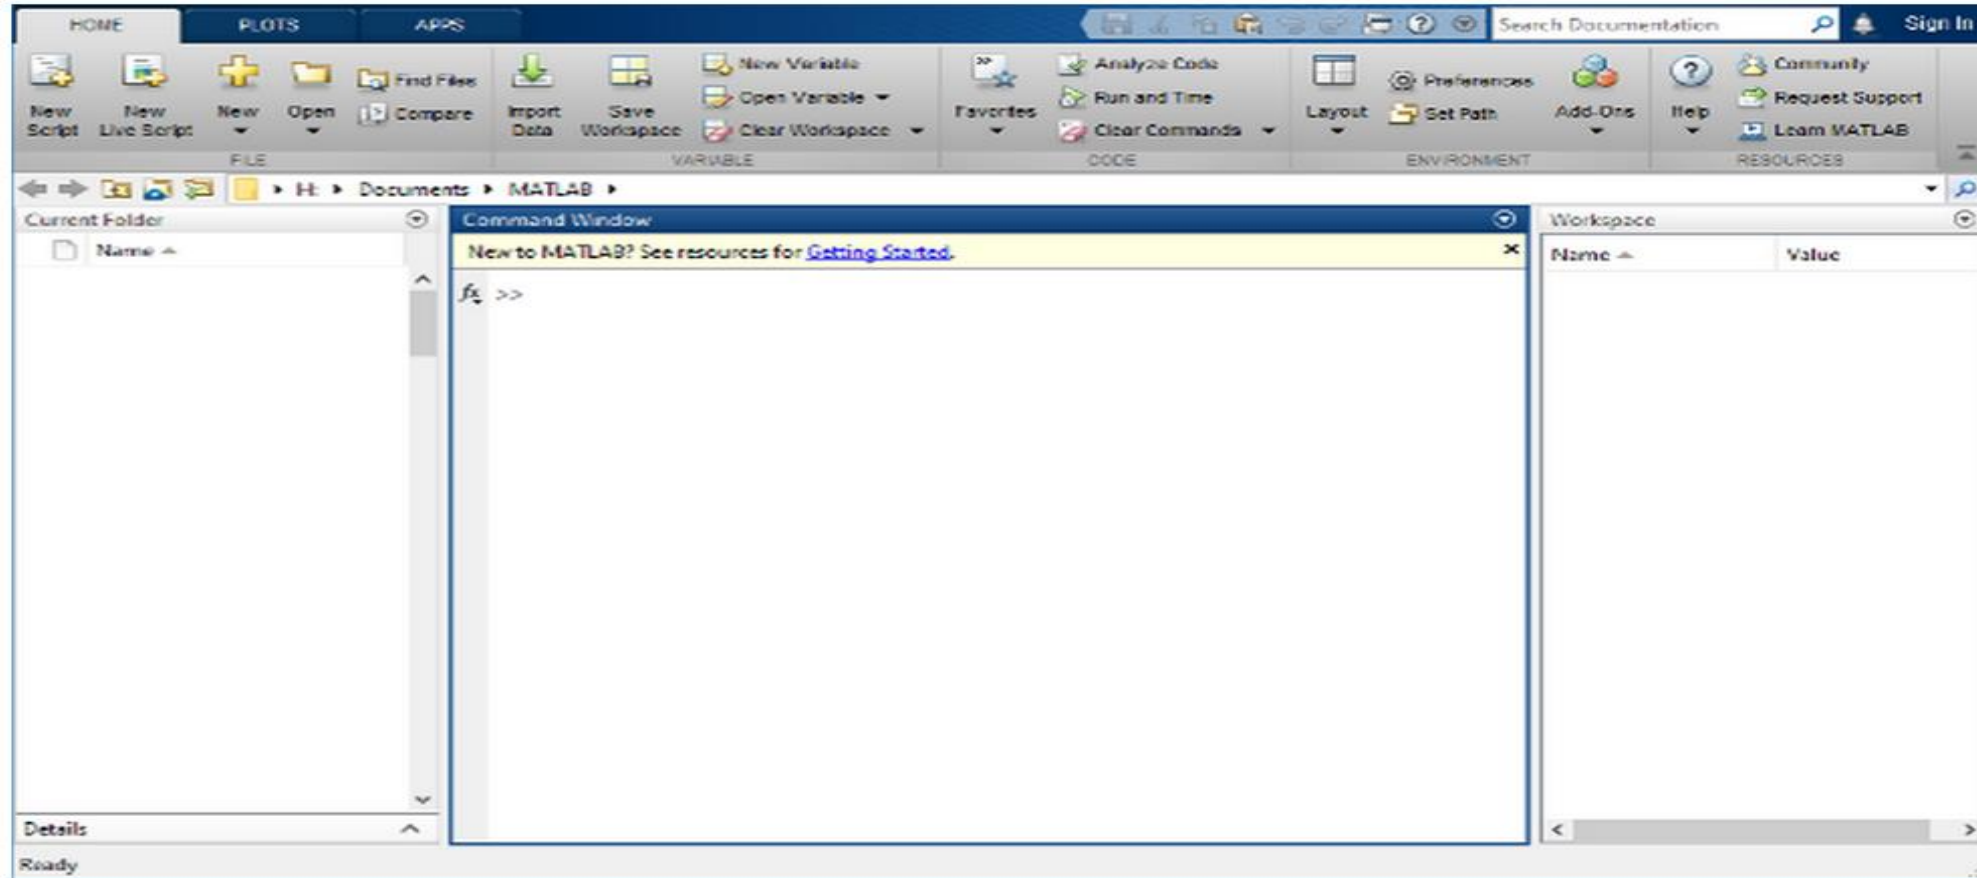 HOME PLOTS APPS Search Documentation Sign In
New Script
New Live Script
New
Open
Find Files
Compare
Import Data
Save Workspace
New Variable
Open Variable
Clear Workspace
Favorites
Analyze Code
Run and Time
Clear Commands
Layout
Preferences
Set Path
Add-Ons
Help
Community
Request Support
Learn MATLAB
FILE VARIABLE CODE ENVIRONMENT RESOURCES
H: Documents MATLAB
Current Folder
Name
Command Window
New to MATLAB? See resources for Getting Started.
fx >>
Workspace
Name Value
Details
Ready